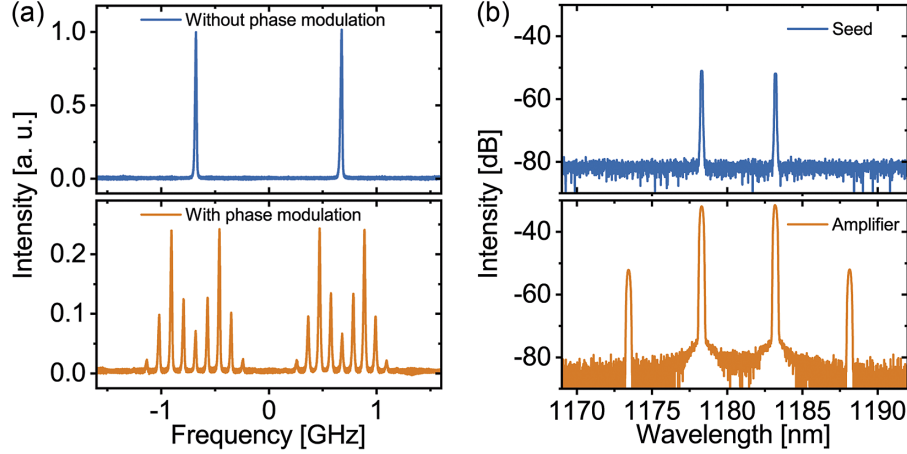 (a)
Without phase modulation
1.0
0.5
0.0
With phase modulation
0.2
0.1
0.0
-1
0
1
Intensity [a. u.]
Frequency [GHz]
(b)
Seed
-40
-60
-80
Amplifier
-40
-60
-80
1170
1175
1180
1185
1190
Intensity [dB]
Wavelength [nm]